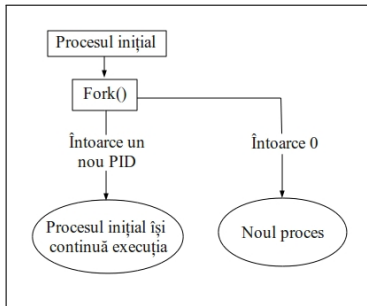 Procesul inițial
Fork()
Întoarce un
nou PID
Întoarce 0
Procesul inițial își
continuă execuția
Noul proces